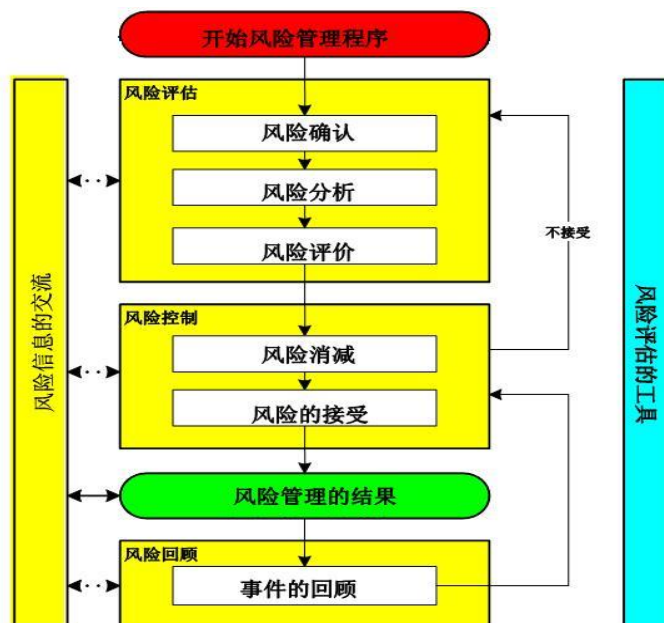 开始风险管理程序
风险评估
风险确认
风险分析
风险评价
不接受
风险控制
风险消减
风险的接受
风险管理的结果
风险回顾
事件的回顾
风险信息的交流
风险评估的工具